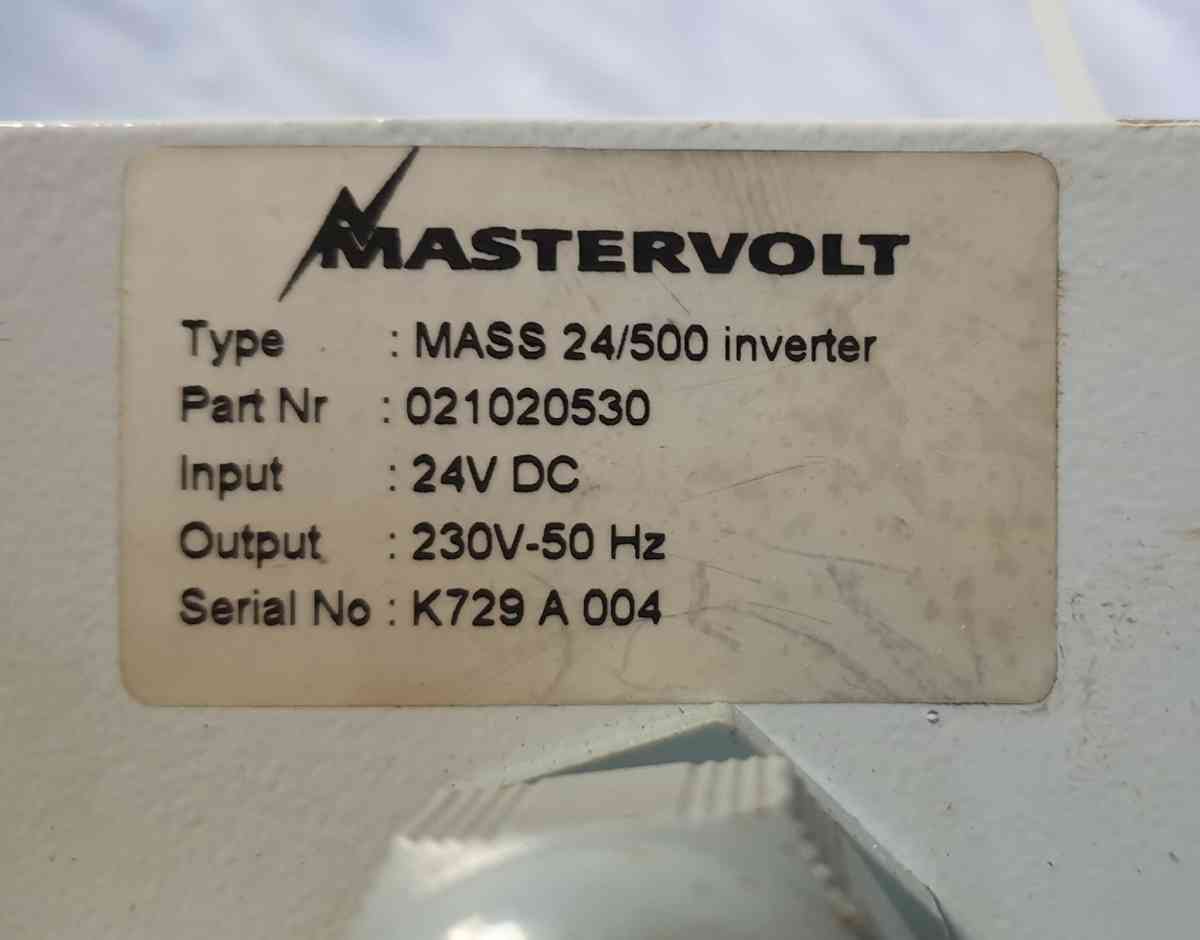 MASTERVOLT
Type : MASS 24/500 inverter
Part Nr : 021020530
Input : 24V DC
Output : 230V-50 Hz
Serial No : K729 A 004